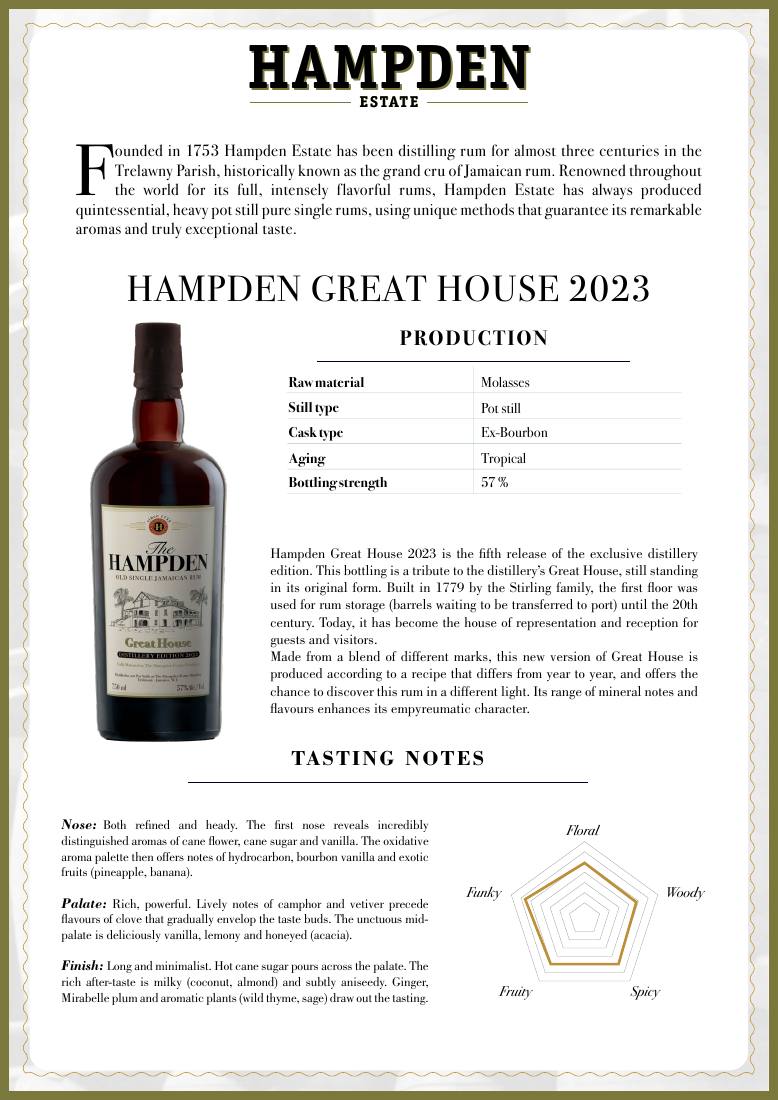 HAMPDEN
ESTATE
Founded in 1753 Hampden Estate has been distilling rum for almost three centuries in the
Trelawny Parish, historically known as the grand cru of Jamaican rum. Renowned throughout
the world for its full, intensely flavorful rums, Hampden Estate has always produced
quintessential, heavy pot still pure single rums, using unique methods that guarantee its remarkable
aromas and truly exceptional taste.
HAMPDEN GREAT HOUSE 2023
PRODUCTION
Raw material Molasses
Still type Pot still
Cask type Ex-Bourbon
Aging Tropical
Bottling strength 57 %
H
The
HAMPDEN
OLD SINGLE JAMAICAN RUM
Great House
DISTILLERY EDITION 2023
750 ml 57% alc./Vol
Hampden Great House 2023 is the fifth release of the exclusive distillery
edition. This bottling is a tribute to the distillery's Great House, still standing
in its original form. Built in 1779 by the Stirling family, the first floor was
used for rum storage (barrels waiting to be transferred to port) until the 20th
century. Today, it has become the house of representation and reception for
guests and visitors.
Made from a blend of different marks, this new version of Great House is
produced according to a recipe that differs from year to year, and offers the
chance to discover this rum in a different light. Its range of mineral notes and
flavours enhances its empyreumatic character.
TASTING NOTES
Nose: Both refined and heady. The first nose reveals incredibly
distinguished aromas of cane flower, cane sugar and vanilla. The oxidative
aroma palette then offers notes of hydrocarbon, bourbon vanilla and exotic
fruits (pineapple, banana).
Palate: Rich, powerful. Lively notes of camphor and vetiver precede
flavours of clove that gradually envelop the taste buds. The unctuous mid-
palate is deliciously vanilla, lemony and honeyed (acacia).
Finish: Long and minimalist. Hot cane sugar pours across the palate. The
rich after-taste is milky (coconut, almond) and subtly aniseedy. Ginger,
Mirabelle plum and aromatic plants (wild thyme, sage) draw out the tasting.
Floral
Funky
Woody
Fruity
Spicy